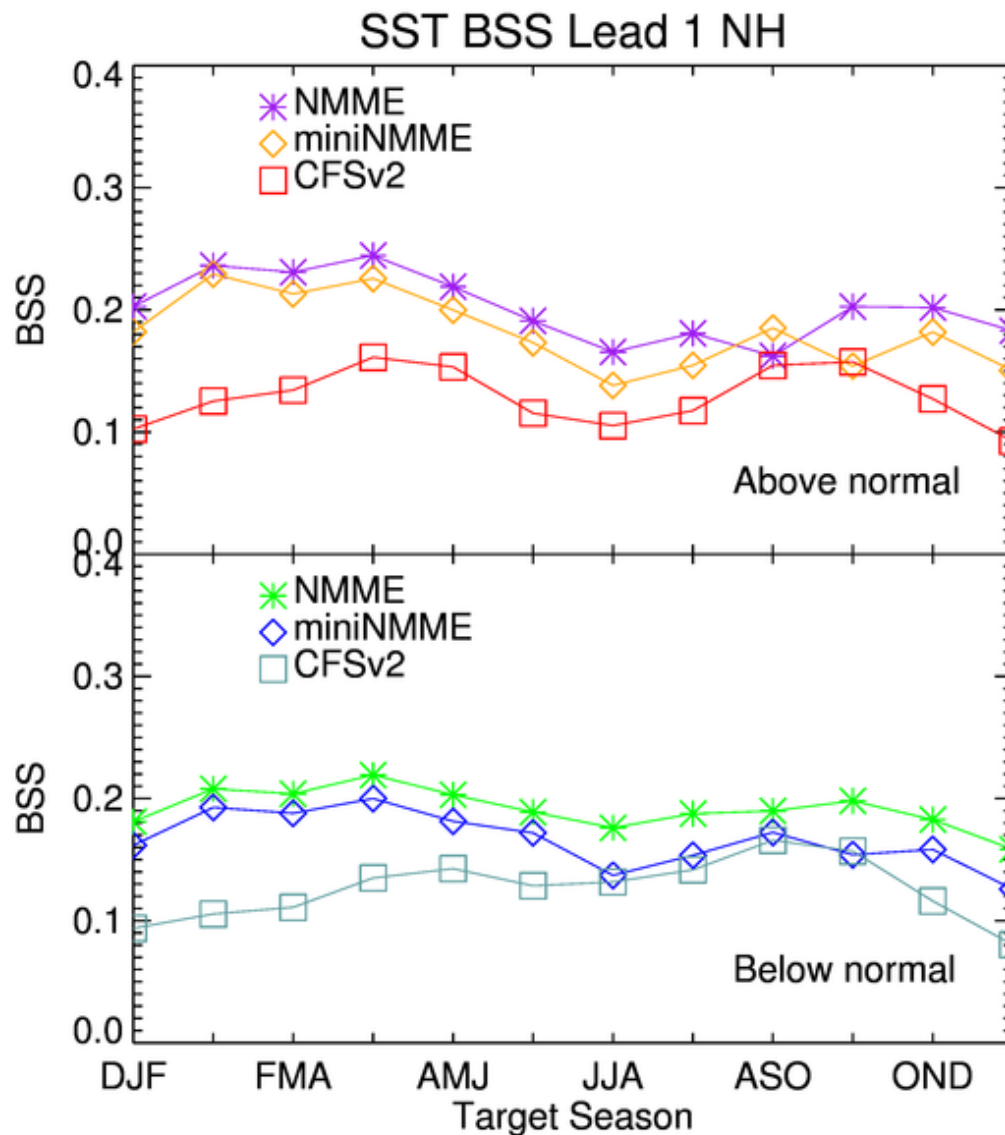 SST BSS Lead 1 NH
0.4
NMME
miniNMME
CFSv2
0.3
BSS
0.2
0.1
Above normal
0.0
0.4
NMME
miniNMME
CFSv2
0.3
BSS
0.2
0.1
Below normal
0.0
DJF FMA AMJ JJA ASO OND
Target Season